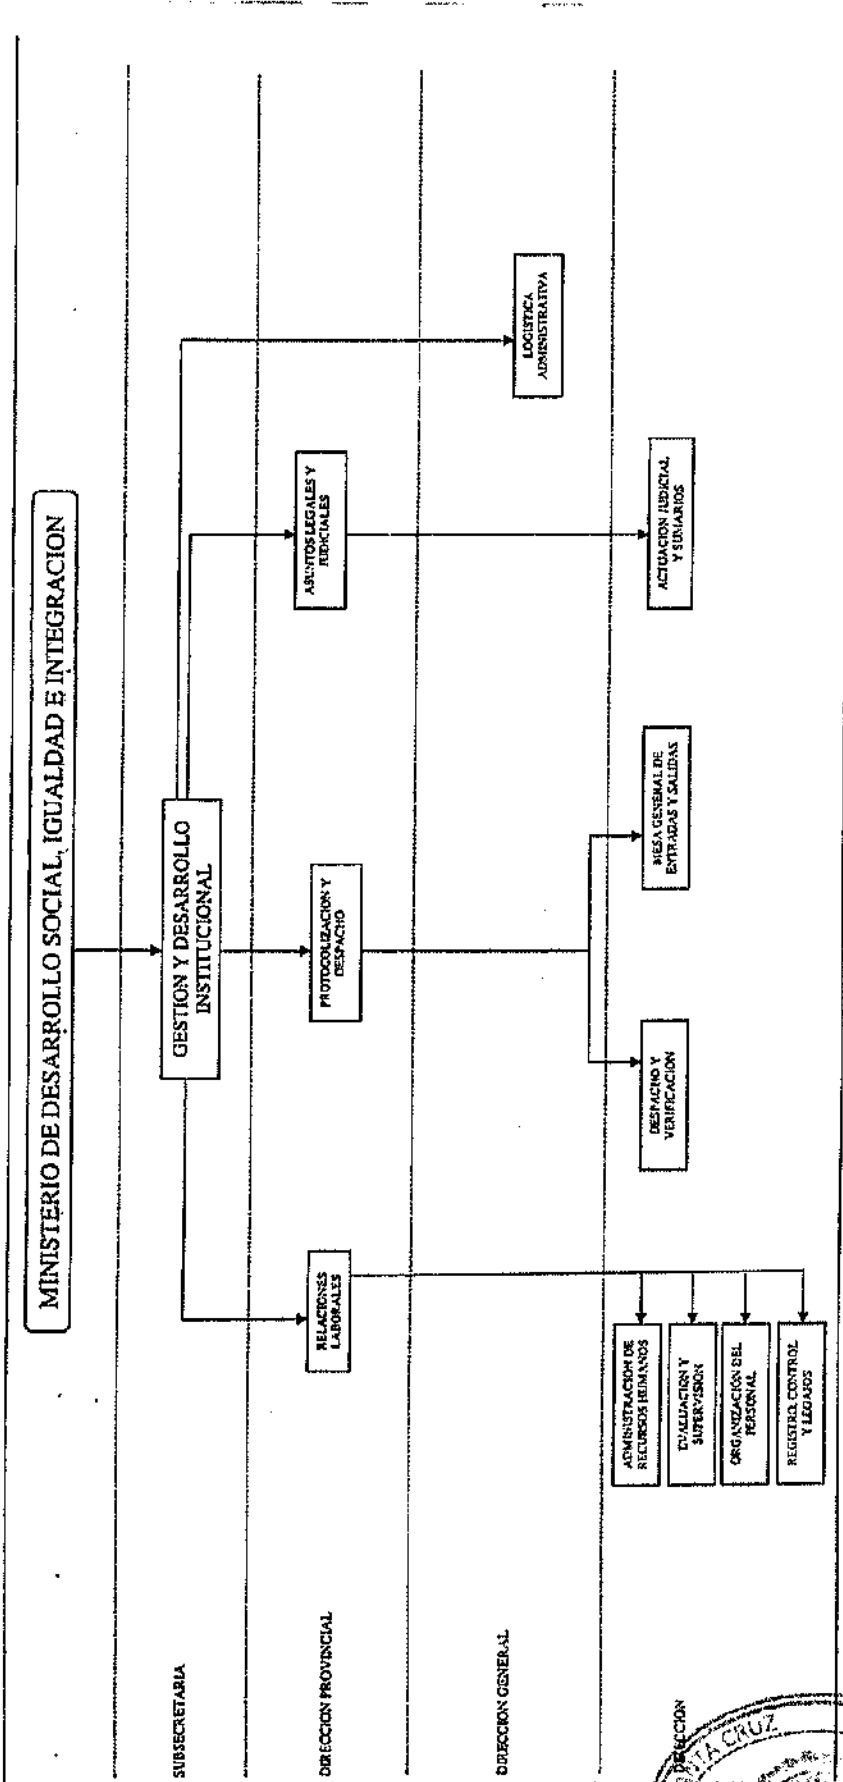 MINISTERIO DE DESARROLLO SOCIAL, IGUALDAD E INTEGRACION
SUBSECRETARIA
GESTION Y DESARROLLO
INSTITUCIONAL
DIRECCION PROVINCIAL
RELACIONES
LABORALES
PROTOCOLIZACION Y
DESPACHO
ASUNTOS LEGALES Y
JUDICIALES
DIRECCION GENERAL
LOGISTICA
ADMINISTRATIVA
DIRECCION
ADMINISTRACION DE
RECURSOS HUMANOS
EVALUACION Y
SUPERVISION
ORGANIZACION DEL
PERSONAL
REGISTRO, CONTROL
Y LEGAJOS
DESPACHO Y
VERIFICACION
MESA GENERAL DE
ENTRADAS Y SALIDAS
ACTUACION JUDICIAL,
Y SUMARIOS
CRUZ